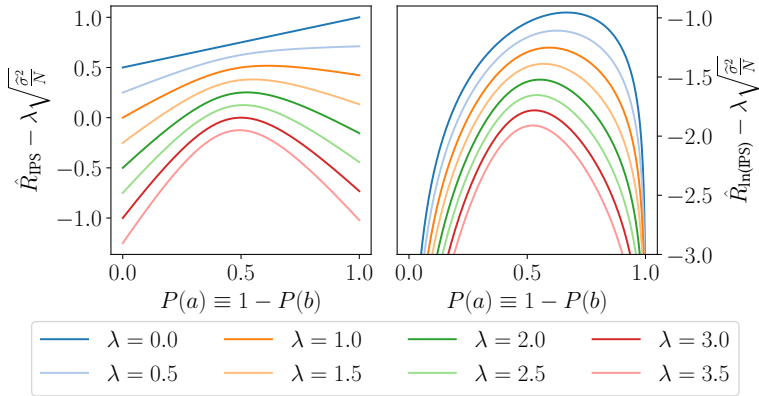 1.0
0.5
0.0
−0.5
−1.0
R̂_IPS − λ√(σ̂²/N)
0.0 0.5 1.0
P(a) ≡ 1 − P(b)
−1.0
−1.5
−2.0
−2.5
−3.0
R̂_ln(IPS) − λ√(σ̂²/N)
0.0 0.5 1.0
P(a) ≡ 1 − P(b)
λ = 0.0 λ = 1.0 λ = 2.0 λ = 3.0
λ = 0.5 λ = 1.5 λ = 2.5 λ = 3.5